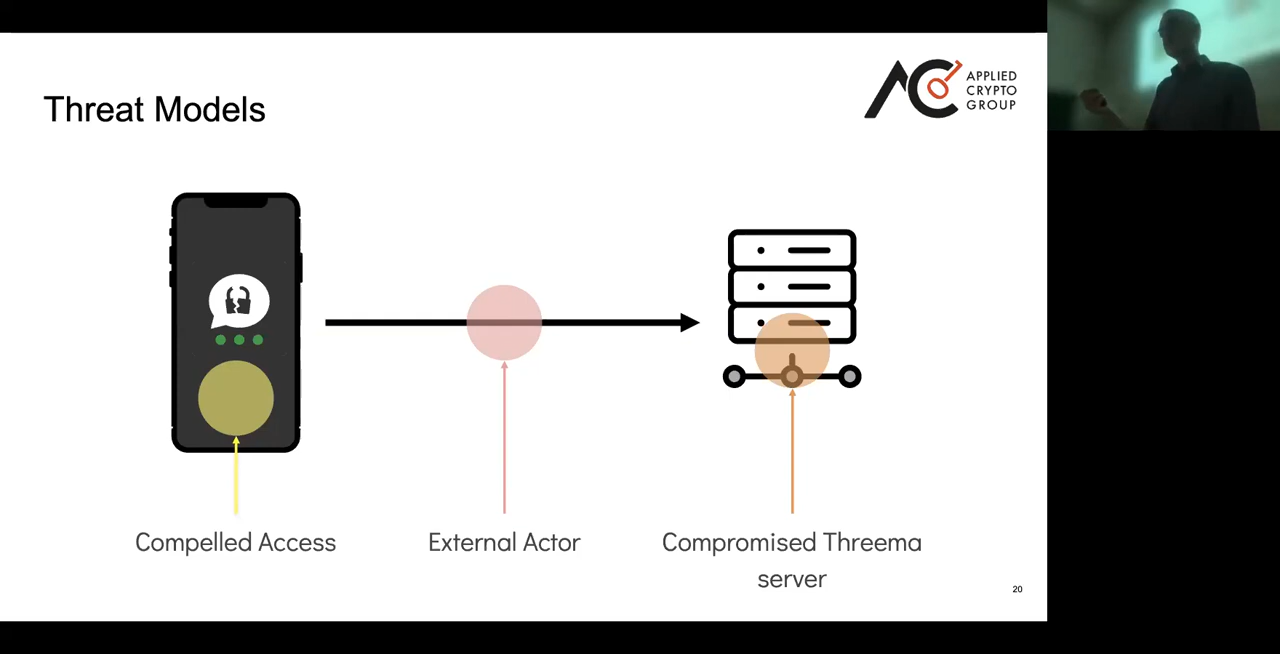 Threat Models
APPLIED
CRYPTO
GROUP
Compelled Access
External Actor
Compromised Threema
server
20